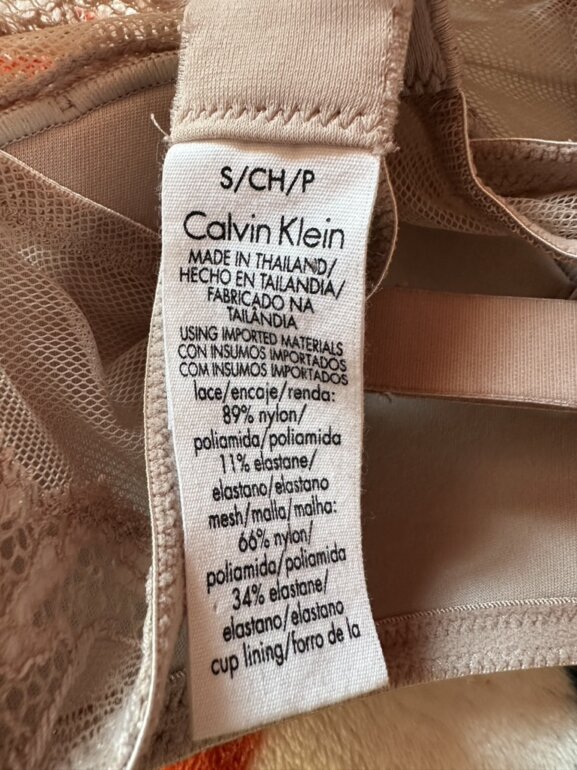 S/CH/P
Calvin Klein
MADE IN THAILAND/
HECHO EN TAILANDIA/
FABRICADO NA
TAILÂNDIA
USING IMPORTED MATERIALS
CON INSUMOS IMPORTADOS
COM INSUMOS IMPORTADOS
lace/encaje/renda:
89% nylon/
poliamida/poliamida
11% elastane/
elastano/elastano
mesh/malla/malha:
66% nylon/
poliamida/poliamida
34% elastane/
elastano/elastano
cup lining/forro de la